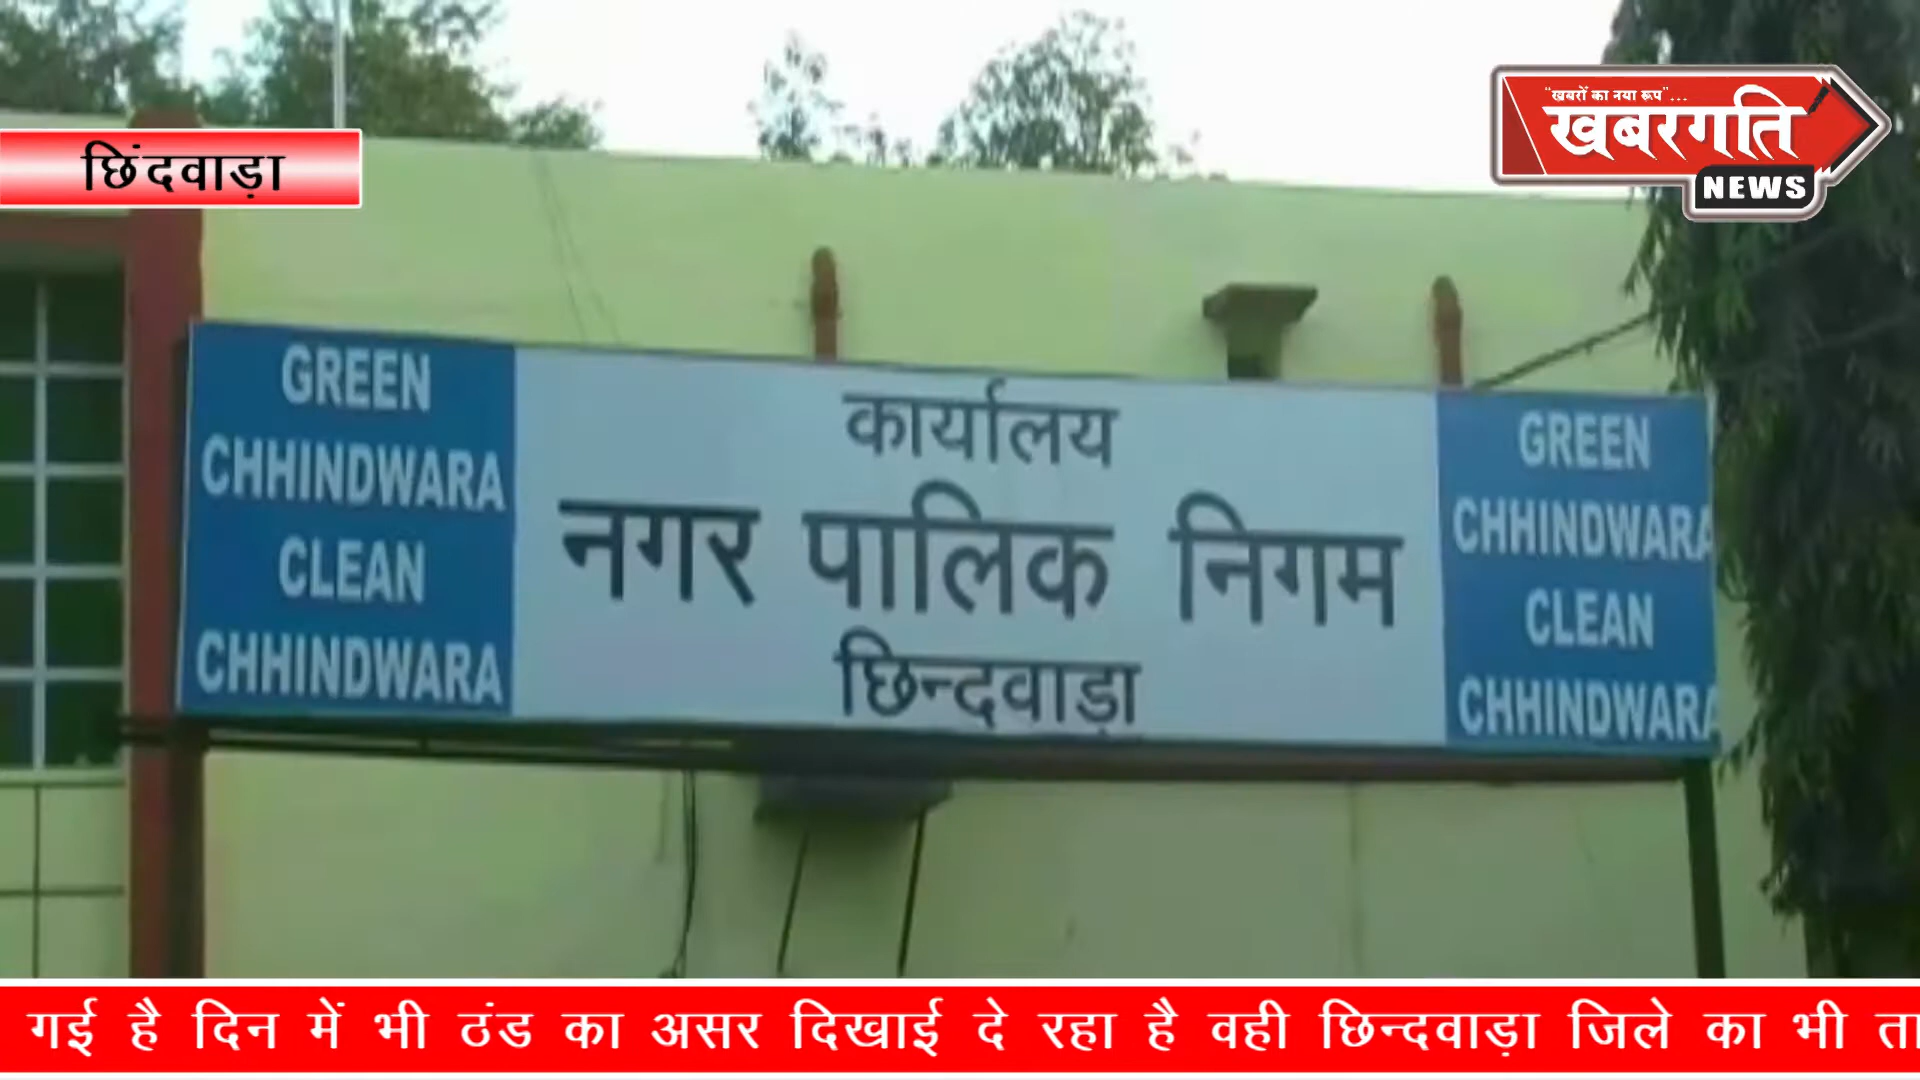 "खबरों का नया रूप"...
खबरगति
NEWS
छिंदवाड़ा
GREEN
CHHINDWARA
CLEAN
CHHINDWARA
कार्यालय
नगर पालिक निगम
छिन्दवाड़ा
GREEN
CHHINDWARA
CLEAN
CHHINDWARA
गई है दिन में भी ठंड का असर दिखाई दे रहा है वही छिन्दवाड़ा जिले का भी ता